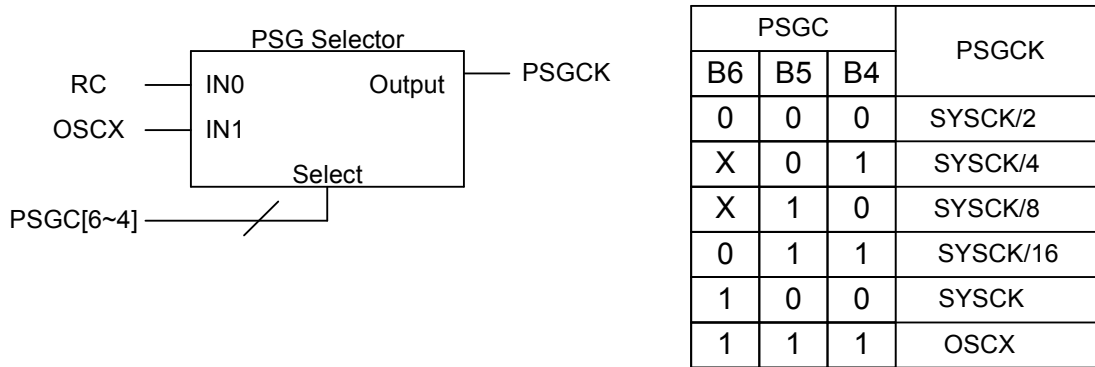 PSG Selector
RC
IN0
Output
PSGCK
OSCX
IN1
Select
PSGC[6~4]
PSGC PSGCK
B6 B5 B4
0 0 0 SYSCK/2
X 0 1 SYSCK/4
X 1 0 SYSCK/8
0 1 1 SYSCK/16
1 0 0 SYSCK
1 1 1 OSCX